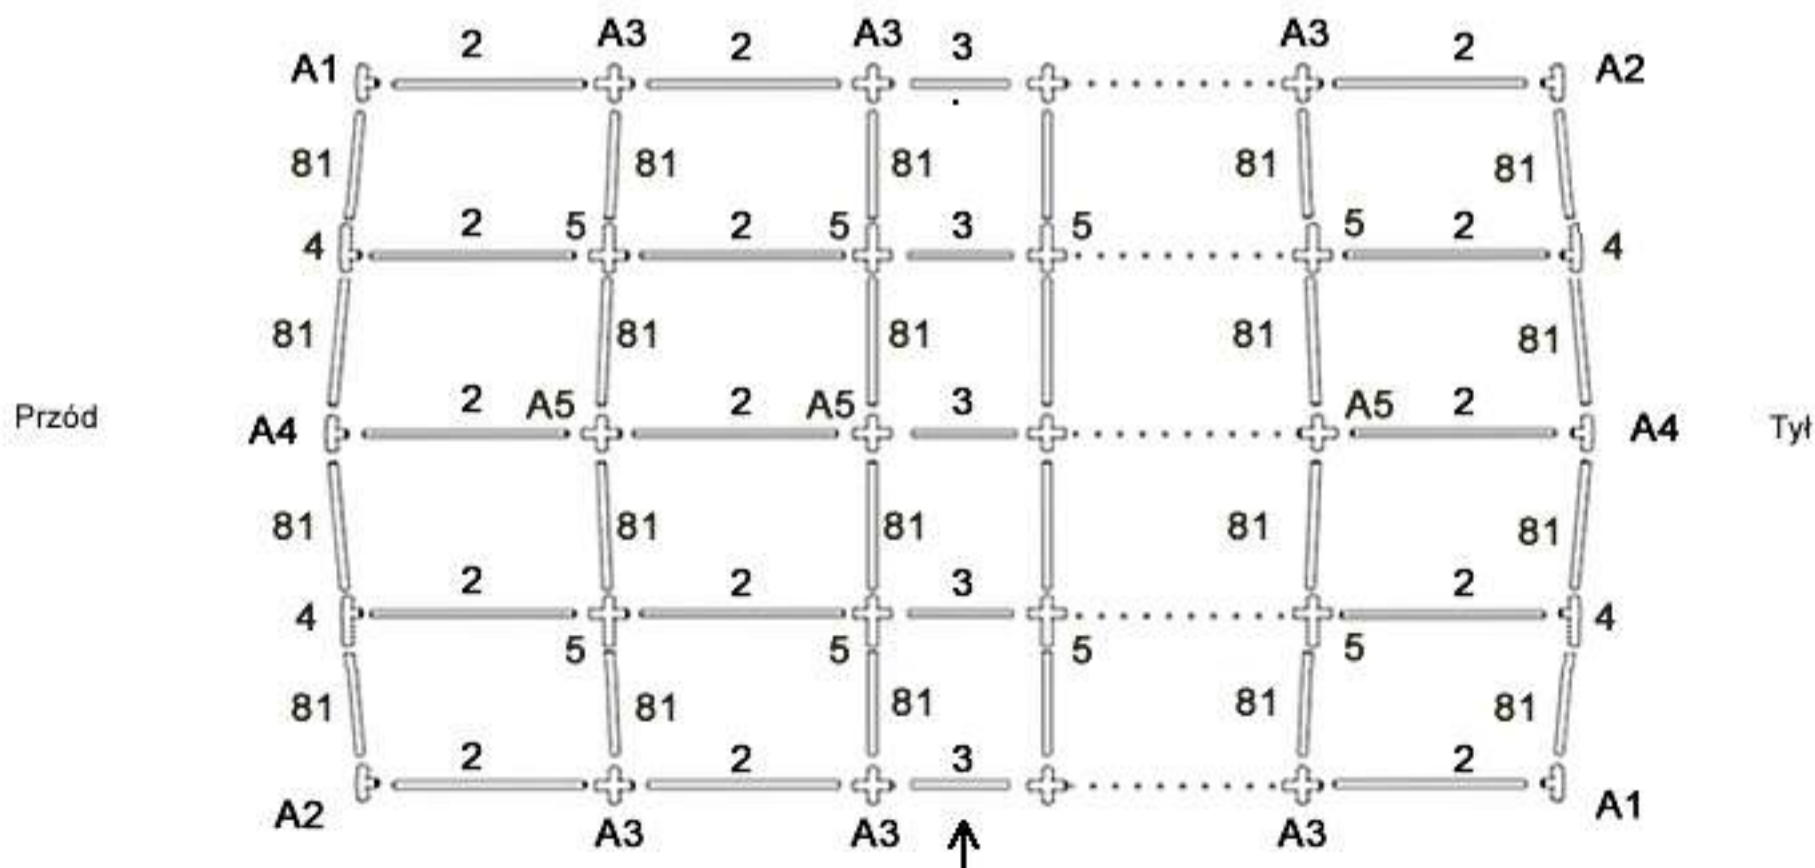 2 A3 2 A3 3 A3 2
A1 A2
81 81 81 81 81
2 5 2 5 3 5 5 2
4 4
81 81 81 81 81
Przód A4 2 A5 2 A5 3 A5 2 A4 Tył
81 81 81 81 81
2 2 3 2
4 4
5 5 5 5
81 81 81 81 81
2 2 3 2
A2 A1
A3 A3 A3